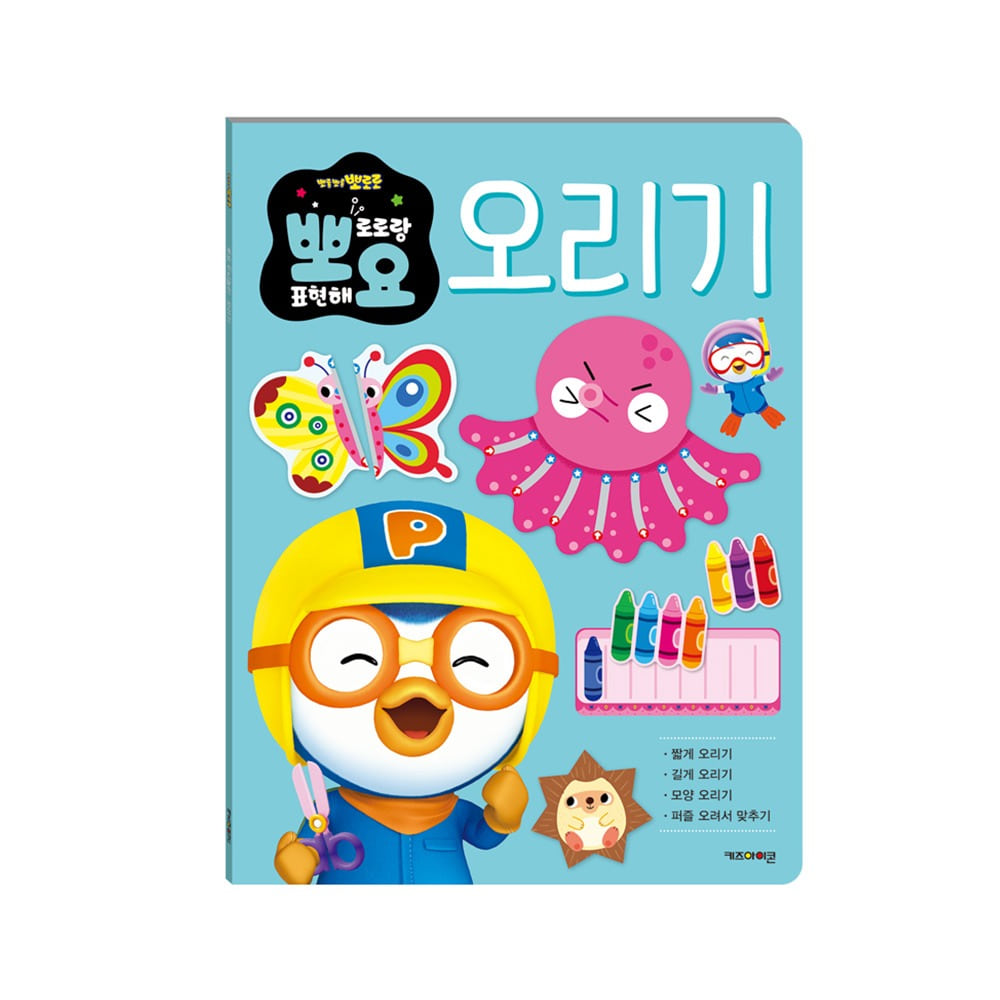 뽀롱뽀롱 뽀로로
뽀로로랑
표현해요
오리기
P
· 짧게 오리기
· 길게 오리기
· 모양 오리기
· 퍼즐 오려서 맞추기
키즈아이콘